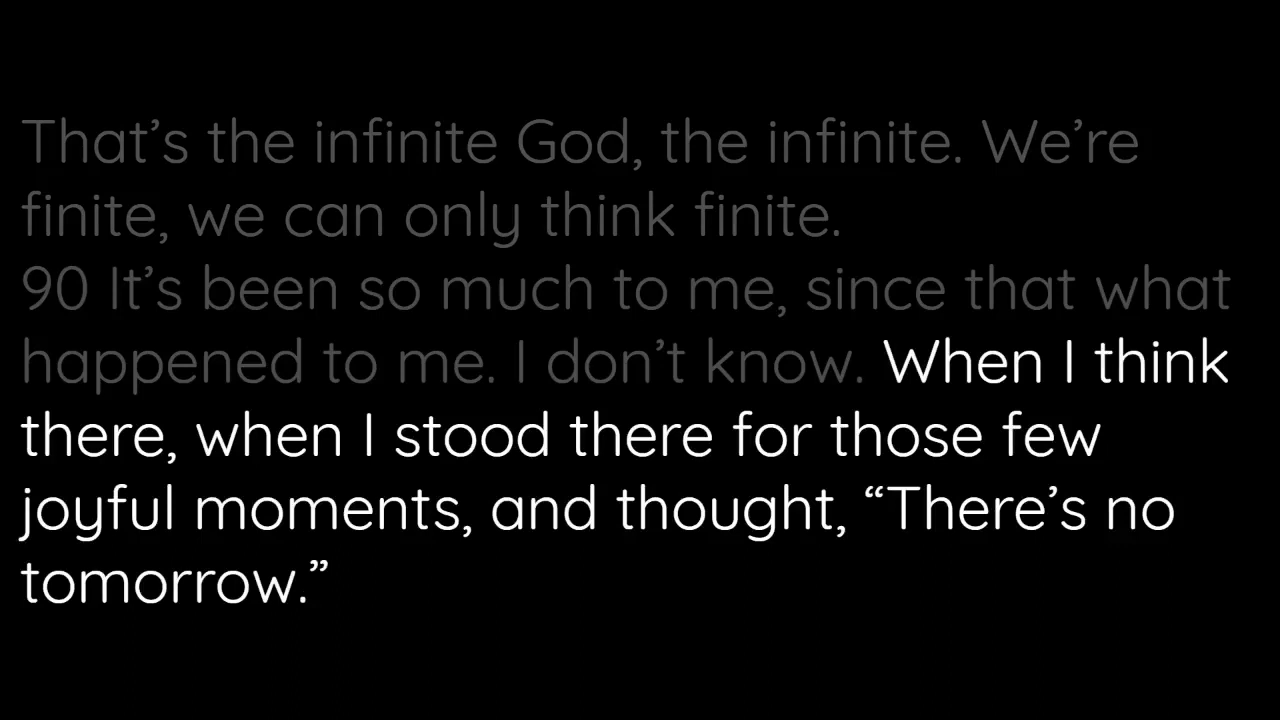 That’s the infinite God, the infinite. We’re
finite, we can only think finite.
90 It’s been so much to me, since that what
happened to me. I don’t know. When I think
there, when I stood there for those few
joyful moments, and thought, “There’s no
tomorrow.”